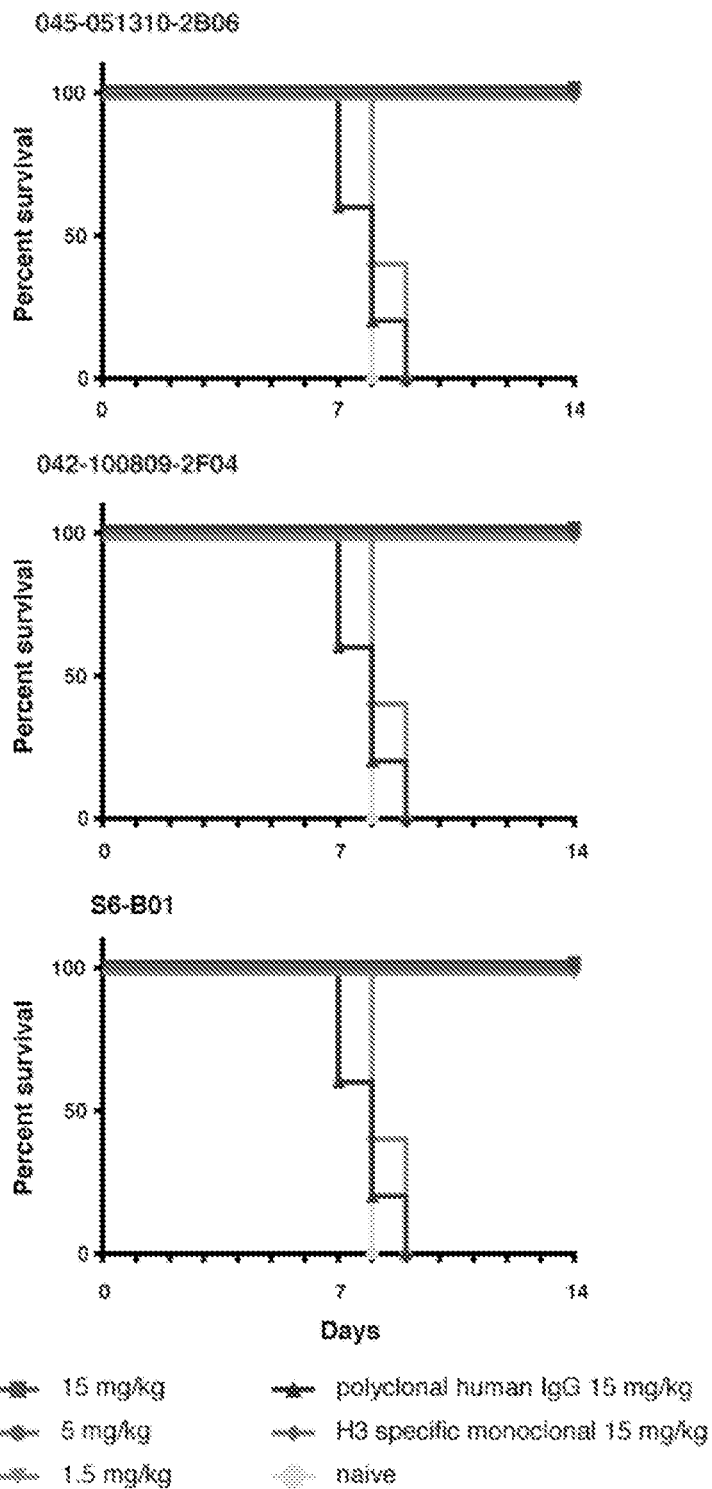 045-051310-2B06
100
50
0
Percent survival
0 7 14
042-100809-2F04
100
50
0
Percent survival
0 7 14
S6-B01
100
50
0
Percent survival
0 7 14
Days
15 mg/kg
5 mg/kg
1.5 mg/kg
polyclonal human IgG 15 mg/kg
H3 specific monoclonal 15 mg/kg
naive